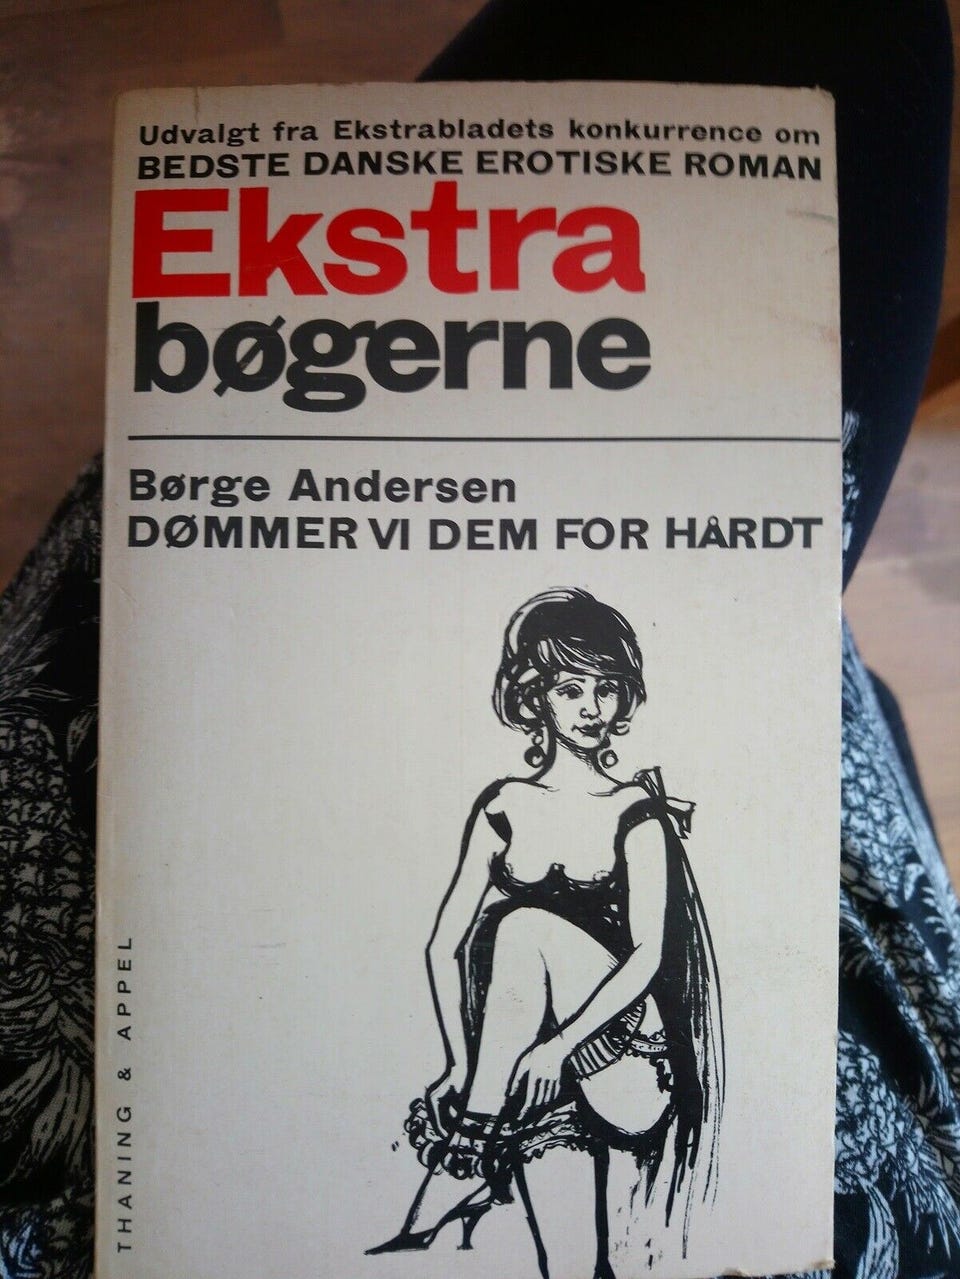 Udvalgt fra Ekstrabladets konkurrence om
BEDSTE DANSKE EROTISKE ROMAN
Ekstra
bøgerne
Børge Andersen
DØMMER VI DEM FOR HÅRDT
THANING & APPEL